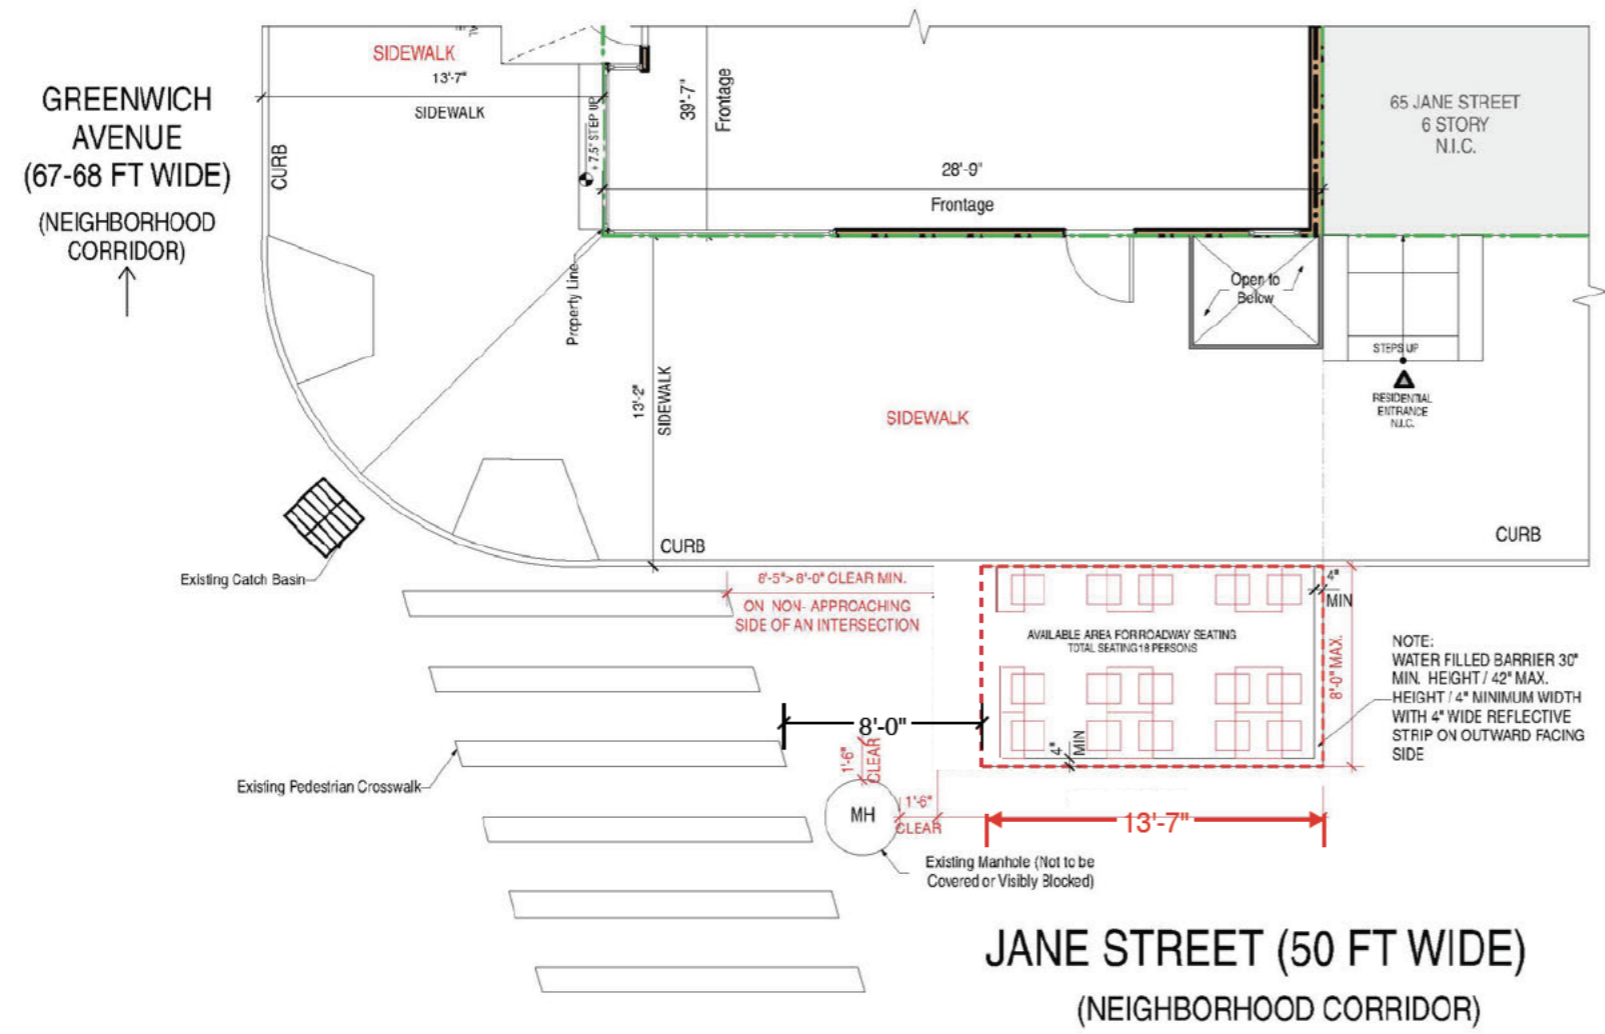 GREENWICH
AVENUE
(67-68 FT WIDE)
(NEIGHBORHOOD
CORRIDOR)
SIDEWALK
13'-7"
SIDEWALK
CURB
+ 7.5" STEP UP
39'-7"
Frontage
28'-9"
Frontage
65 JANE STREET
6 STORY
N.I.C.
Property Line
Open to
Below
STEPS UP
RESIDENTIAL
ENTRANCE
N.I.C.
13'-2"
SIDEWALK
SIDEWALK
CURB
CURB
Existing Catch Basin
8'-5">8'-0" CLEAR MIN.
ON NON- APPROACHING
SIDE OF AN INTERSECTION
4"
MIN
AVAILABLE AREA FOR ROADWAY SEATING
TOTAL SEATING 18 PERSONS
8'-0" MAX.
NOTE:
WATER FILLED BARRIER 30"
MIN. HEIGHT / 42" MAX.
HEIGHT / 4" MINIMUM WIDTH
WITH 4" WIDE REFLECTIVE
STRIP ON OUTWARD FACING
SIDE
8'-0"
4"
MIN
1'-6"
CLEAR
Existing Pedestrian Crosswalk
MH
1'-6"
CLEAR
13'-7"
Existing Manhole (Not to be
Covered or Visibly Blocked)
JANE STREET (50 FT WIDE)
(NEIGHBORHOOD CORRIDOR)